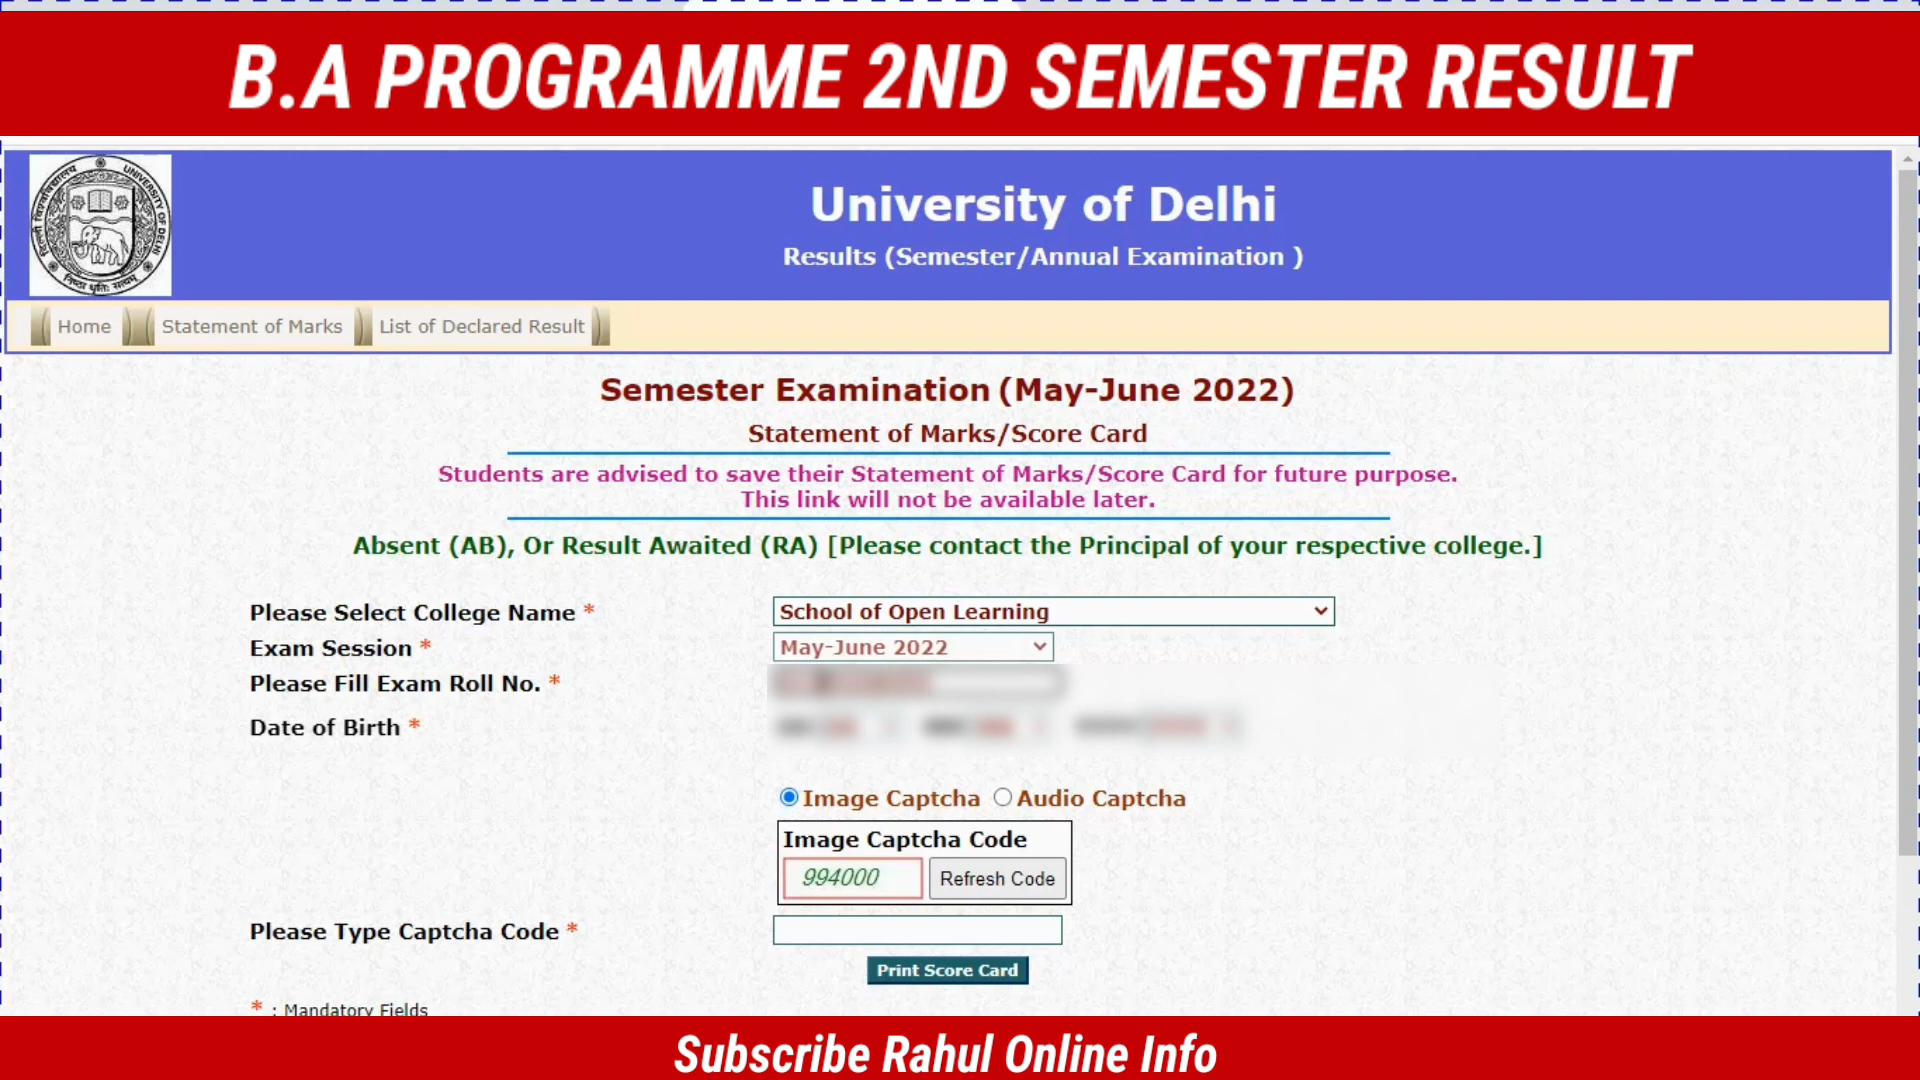 B.A PROGRAMME 2ND SEMESTER RESULT
University of Delhi
Results (Semester/Annual Examination )
UNIVERSITY OF DELHI
Home
Statement of Marks
List of Declared Result
Semester Examination (May-June 2022)
Statement of Marks/Score Card
Students are advised to save their Statement of Marks/Score Card for future purpose.
This link will not be available later.
Absent (AB), Or Result Awaited (RA) [Please contact the Principal of your respective college.]
Please Select College Name *
School of Open Learning
Exam Session *
May-June 2022
Please Fill Exam Roll No. *
Date of Birth *
Image Captcha
Audio Captcha
Image Captcha Code
994000
Refresh Code
Please Type Captcha Code *
Print Score Card
* : Mandatory Fields
Subscribe Rahul Online Info